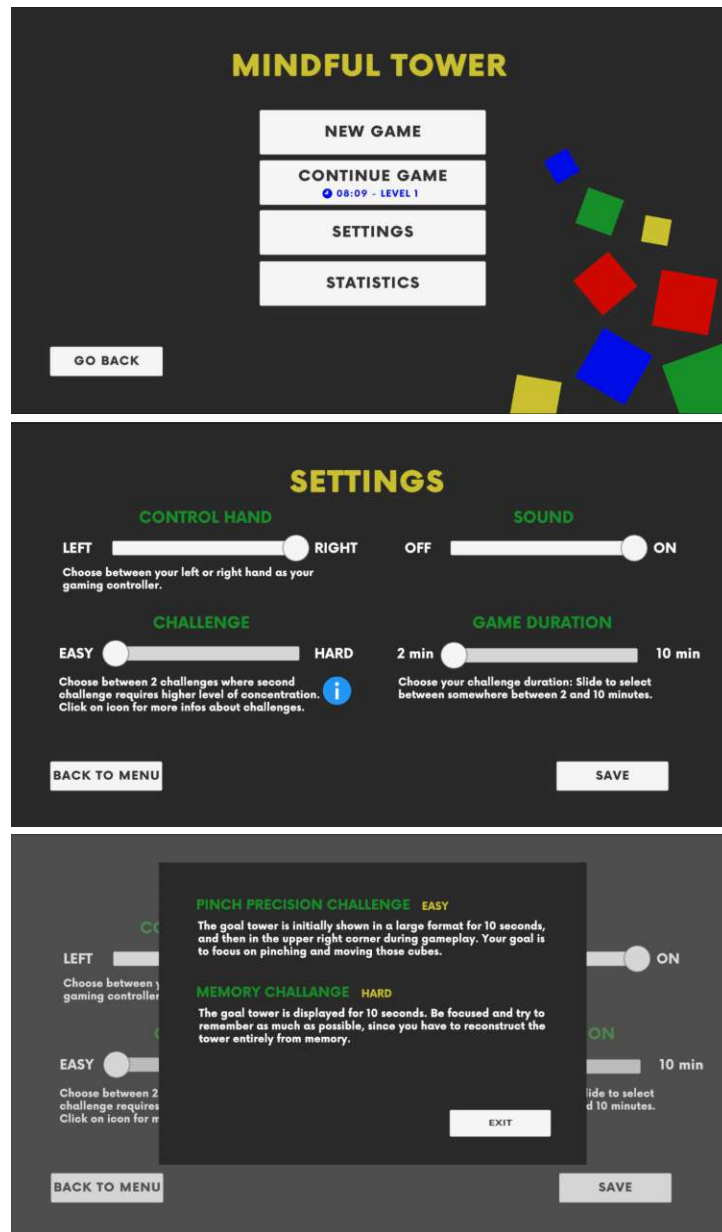 MINDFUL TOWER
NEW GAME
CONTINUE GAME
08:09 - LEVEL 1
SETTINGS
STATISTICS
GO BACK
SETTINGS
CONTROL HAND
LEFT
RIGHT
Choose between your left or right hand as your
gaming controller.
SOUND
OFF
ON
CHALLENGE
EASY
HARD
Choose between 2 challenges where second
challenge requires higher level of concentration.
Click on icon for more infos about challenges.
i
GAME DURATION
2 min
10 min
Choose your challenge duration: Slide to select
between somewhere between 2 and 10 minutes.
BACK TO MENU
SAVE
PINCH PRECISION CHALLENGE EASY
The goal tower is initially shown in a large format for 10 seconds,
and then in the upper right corner during gameplay. Your goal is
to focus on pinching and moving those cubes.
MEMORY CHALLANGE HARD
The goal tower is displayed for 10 seconds. Be focused and try to
remember as much as possible, since you have to reconstruct the
tower entirely from memory.
EXIT
CO
LEFT
ON
Choose between
gaming controller
ON
EASY
10 min
Choose between 2
challenge requires
Click on icon for
lide to select
d 10 minutes.
BACK TO MENU
SAVE